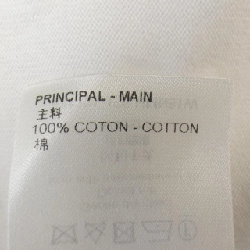 PRINCIPAL - MAIN
主料
100% COTON - COTTON
棉